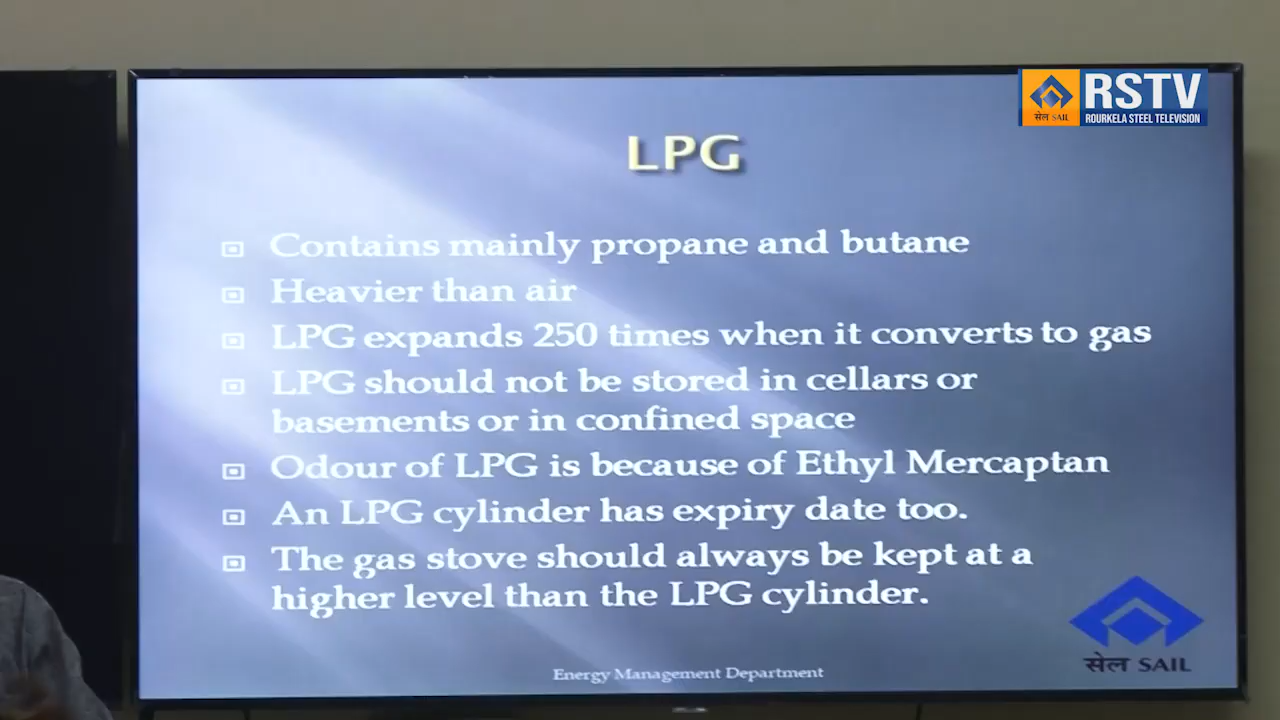 सेल SAIL
RSTV
ROURKELA STEEL TELEVISION
LPG
Contains mainly propane and butane
Heavier than air
LPG expands 250 times when it converts to gas
LPG should not be stored in cellars or
basements or in confined space
Odour of LPG is because of Ethyl Mercaptan
An LPG cylinder has expiry date too.
The gas stove should always be kept at a
higher level than the LPG cylinder.
Energy Management Department
सेल SAIL